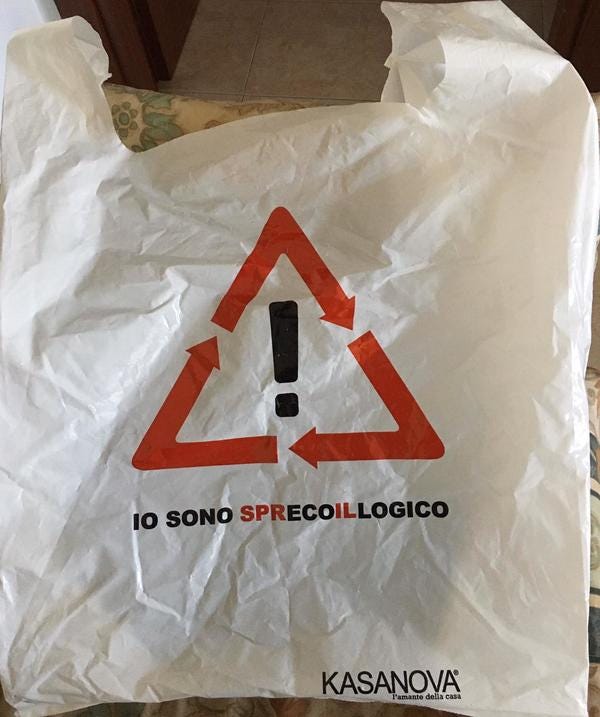 !
IO SONO SPRECOILLOGICO
KASANOVA®
l'amante della casa